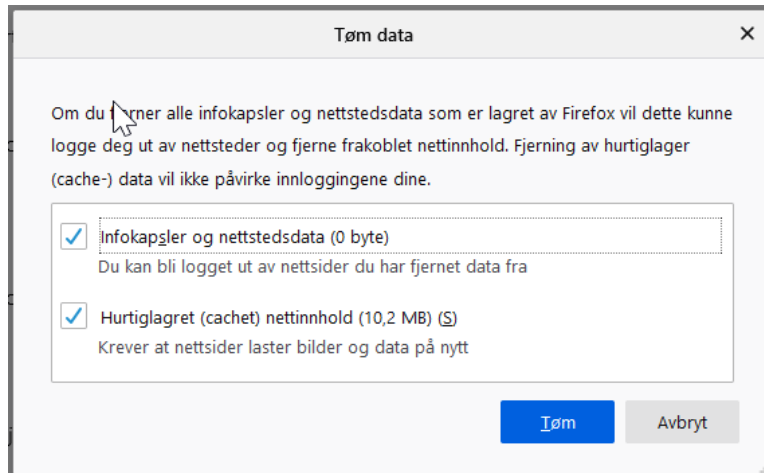 Tøm data
Om du fjerner alle infokapsler og nettstedsdata som er lagret av Firefox vil dette kunne
logge deg ut av nettsteder og fjerne frakoblet nettinnhold. Fjerning av hurtiglager
(cache-) data vil ikke påvirke innloggingene dine.
Infokapsler og nettstedsdata (0 byte)
Du kan bli logget ut av nettsider du har fjernet data fra
Hurtiglagret (cachet) nettinnhold (10,2 MB) (S)
Krever at nettsider laster bilder og data på nytt
Tøm Avbryt